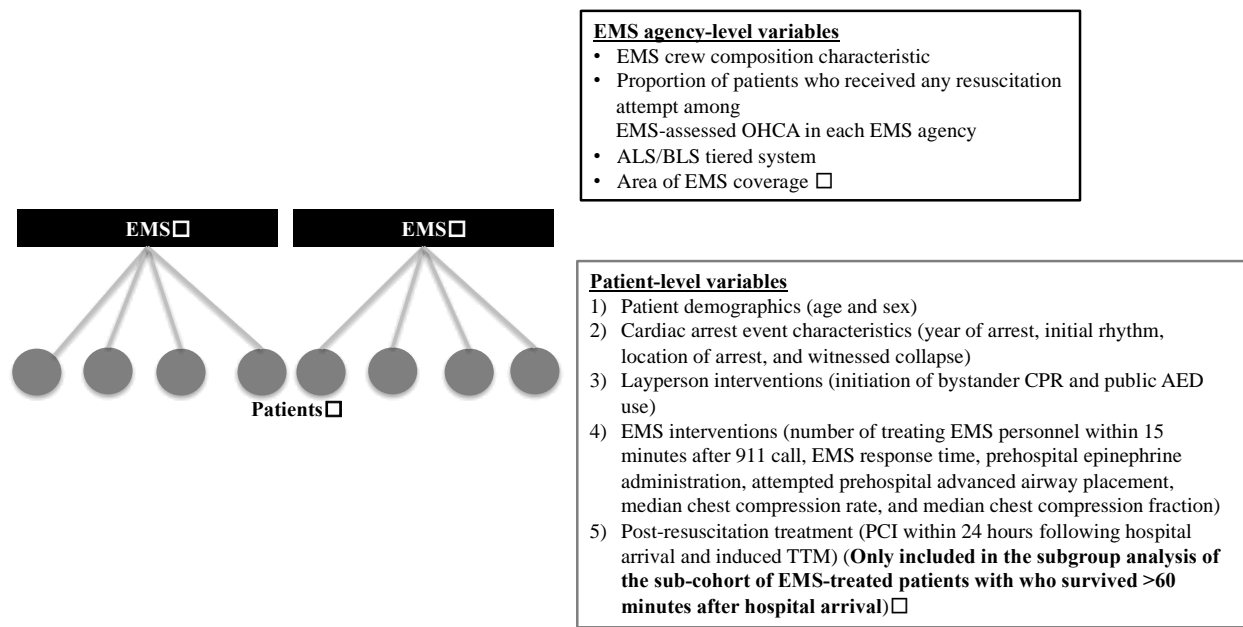 EMS agency-level variables
• EMS crew composition characteristic
• Proportion of patients who received any resuscitation
attempt among
EMS-assessed OHCA in each EMS agency
• ALS/BLS tiered system
• Area of EMS coverage □
EMS□
EMS□
Patients□
Patient-level variables
1) Patient demographics (age and sex)
2) Cardiac arrest event characteristics (year of arrest, initial rhythm,
location of arrest, and witnessed collapse)
3) Layperson interventions (initiation of bystander CPR and public AED
use)
4) EMS interventions (number of treating EMS personnel within 15
minutes after 911 call, EMS response time, prehospital epinephrine
administration, attempted prehospital advanced airway placement,
median chest compression rate, and median chest compression fraction)
5) Post-resuscitation treatment (PCI within 24 hours following hospital
arrival and induced TTM) (Only included in the subgroup analysis of
the sub-cohort of EMS-treated patients with who survived >60
minutes after hospital arrival)□